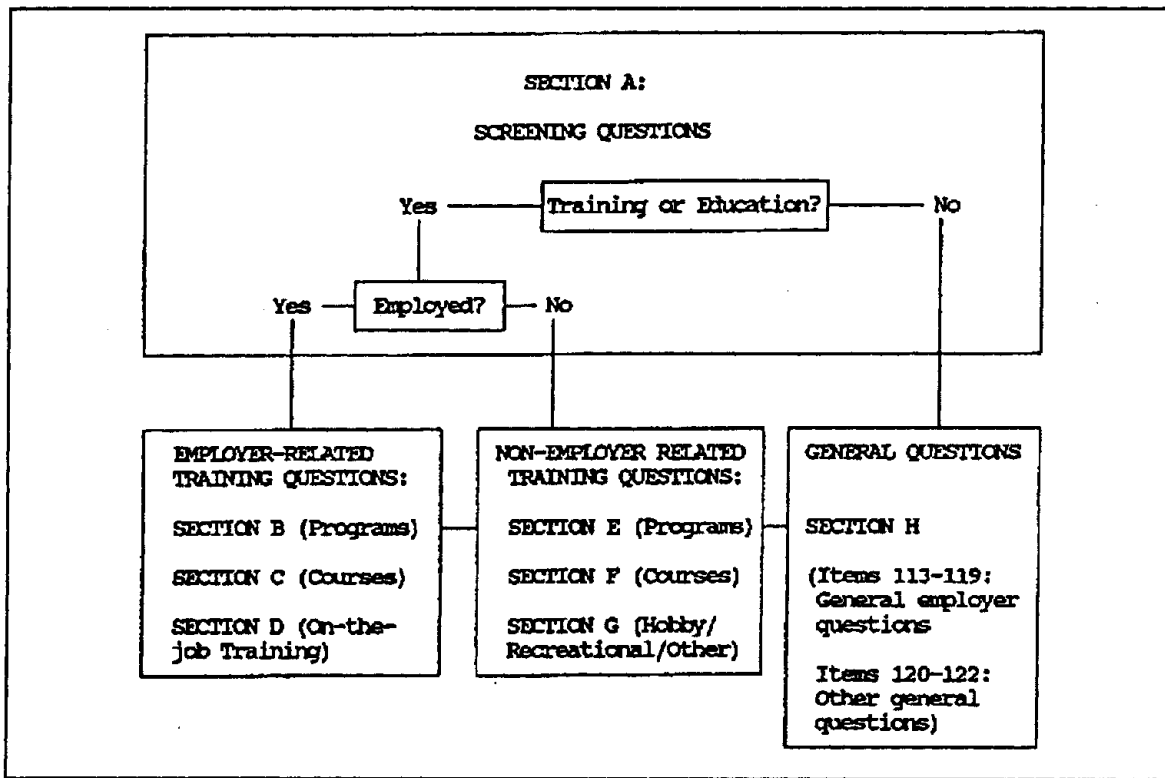 SECTION A:
SCREENING QUESTIONS
Yes
Training or Education?
No
Yes
Employed?
No
EMPLOYER-RELATED
TRAINING QUESTIONS:
SECTION B (Programs)
SECTION C (Courses)
SECTION D (On-the-
job Training)
NON-EMPLOYER RELATED
TRAINING QUESTIONS:
SECTION E (Programs)
SECTION F (Courses)
SECTION G (Hobby/
Recreational/Other)
GENERAL QUESTIONS
SECTION H
(Items 113-119:
General employer
questions
Items 120-122:
Other general
questions)